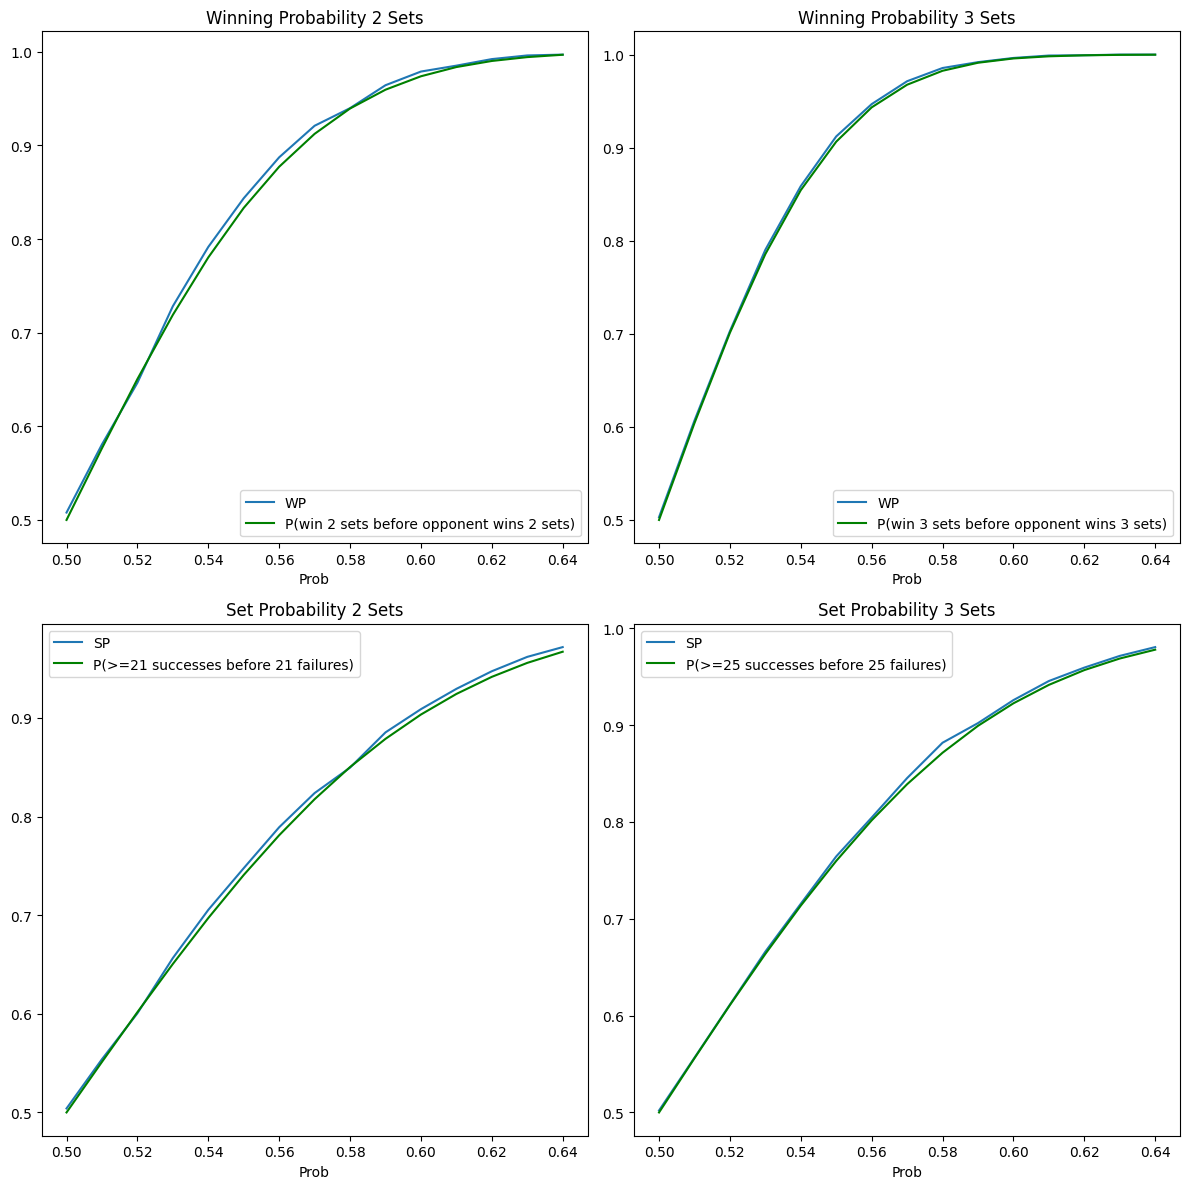 Winning Probability 2 Sets
1.0
0.9
0.8
0.7
0.6
0.5
WP
P(win 2 sets before opponent wins 2 sets)
0.50 0.52 0.54 0.56 0.58 0.60 0.62 0.64
Prob
Winning Probability 3 Sets
1.0
0.9
0.8
0.7
0.6
0.5
WP
P(win 3 sets before opponent wins 3 sets)
0.50 0.52 0.54 0.56 0.58 0.60 0.62 0.64
Prob
Set Probability 2 Sets
SP
P(>=21 successes before 21 failures)
0.9
0.8
0.7
0.6
0.5
0.50 0.52 0.54 0.56 0.58 0.60 0.62 0.64
Prob
Set Probability 3 Sets
1.0
SP
P(>=25 successes before 25 failures)
0.9
0.8
0.7
0.6
0.5
0.50 0.52 0.54 0.56 0.58 0.60 0.62 0.64
Prob